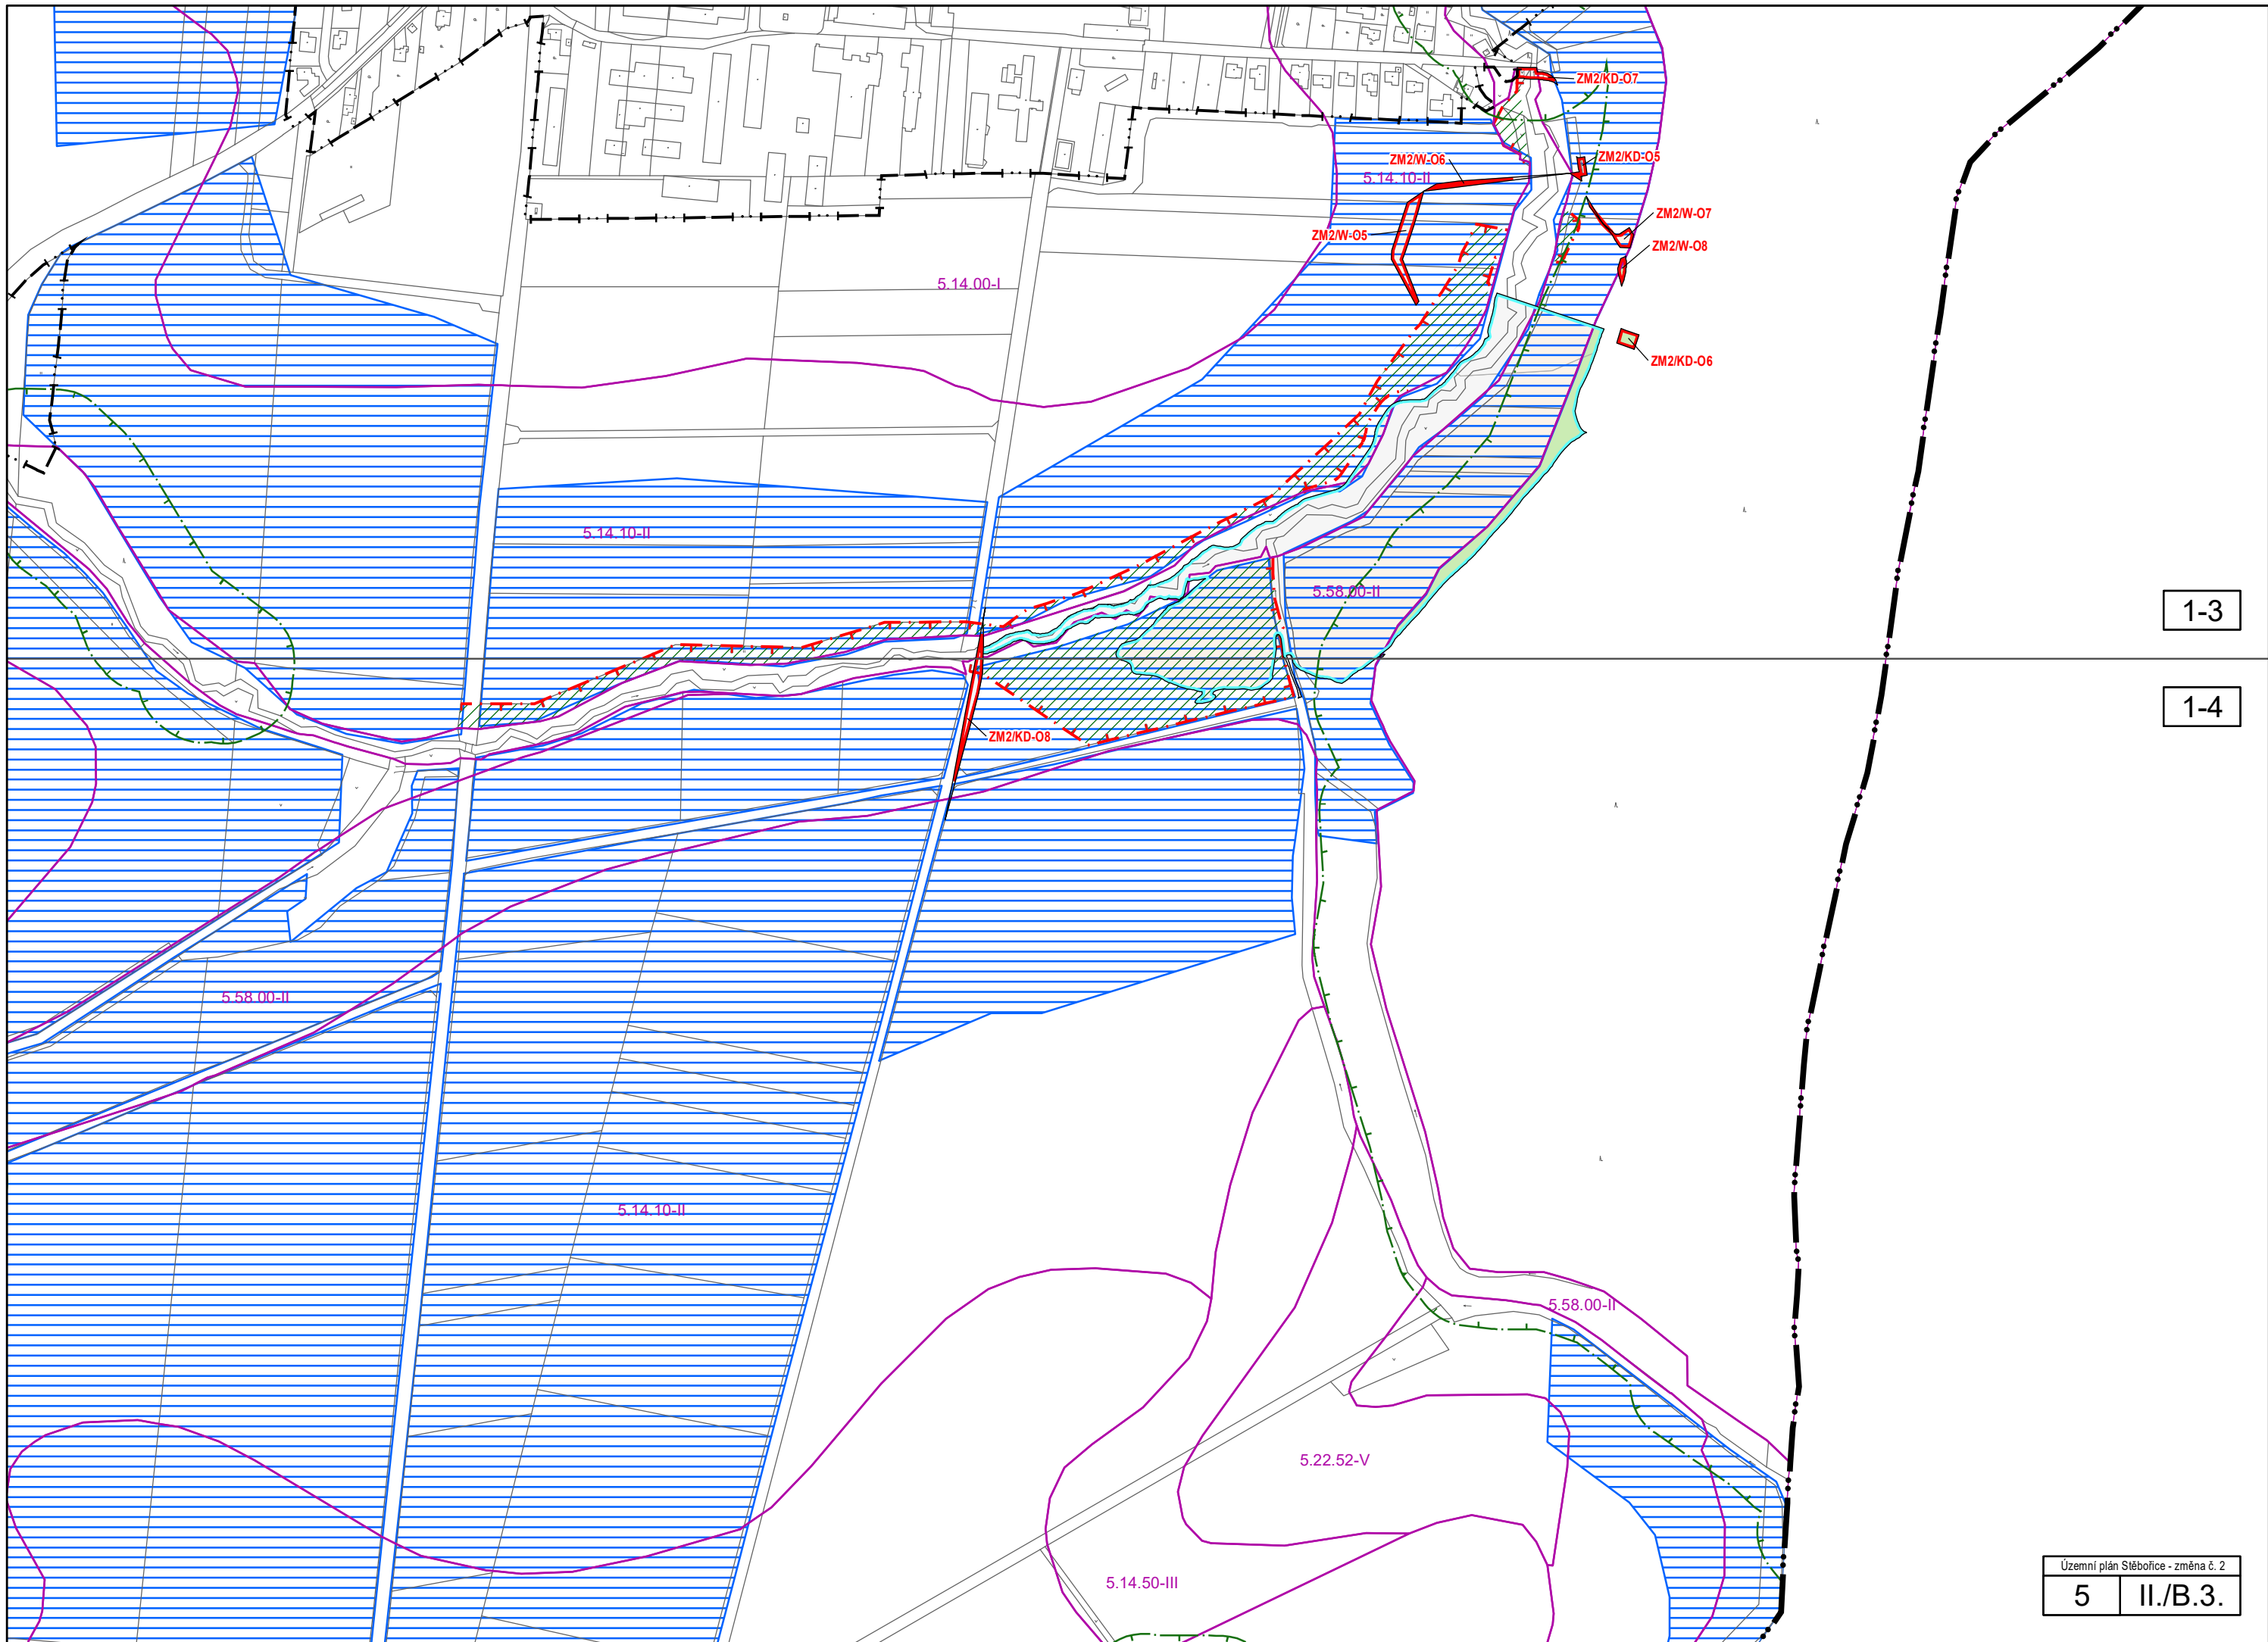 ZM2/KD-O7
ZM2/W-O6
ZM2/KD-O5
5.14.10-II
ZM2/W-O7
ZM2/W-O5
ZM2/W-O8
5.14.00-I
ZM2/KD-O6
5.14.10-II
5.58.00-II
1-3
1-4
ZM2/KD-O8
5.58.00-II
5.14.10-II
5.58.00-II
5.22.52-V
5.14.50-III
Územní plán Stěbořice - změna č. 2
5 II./B.3.